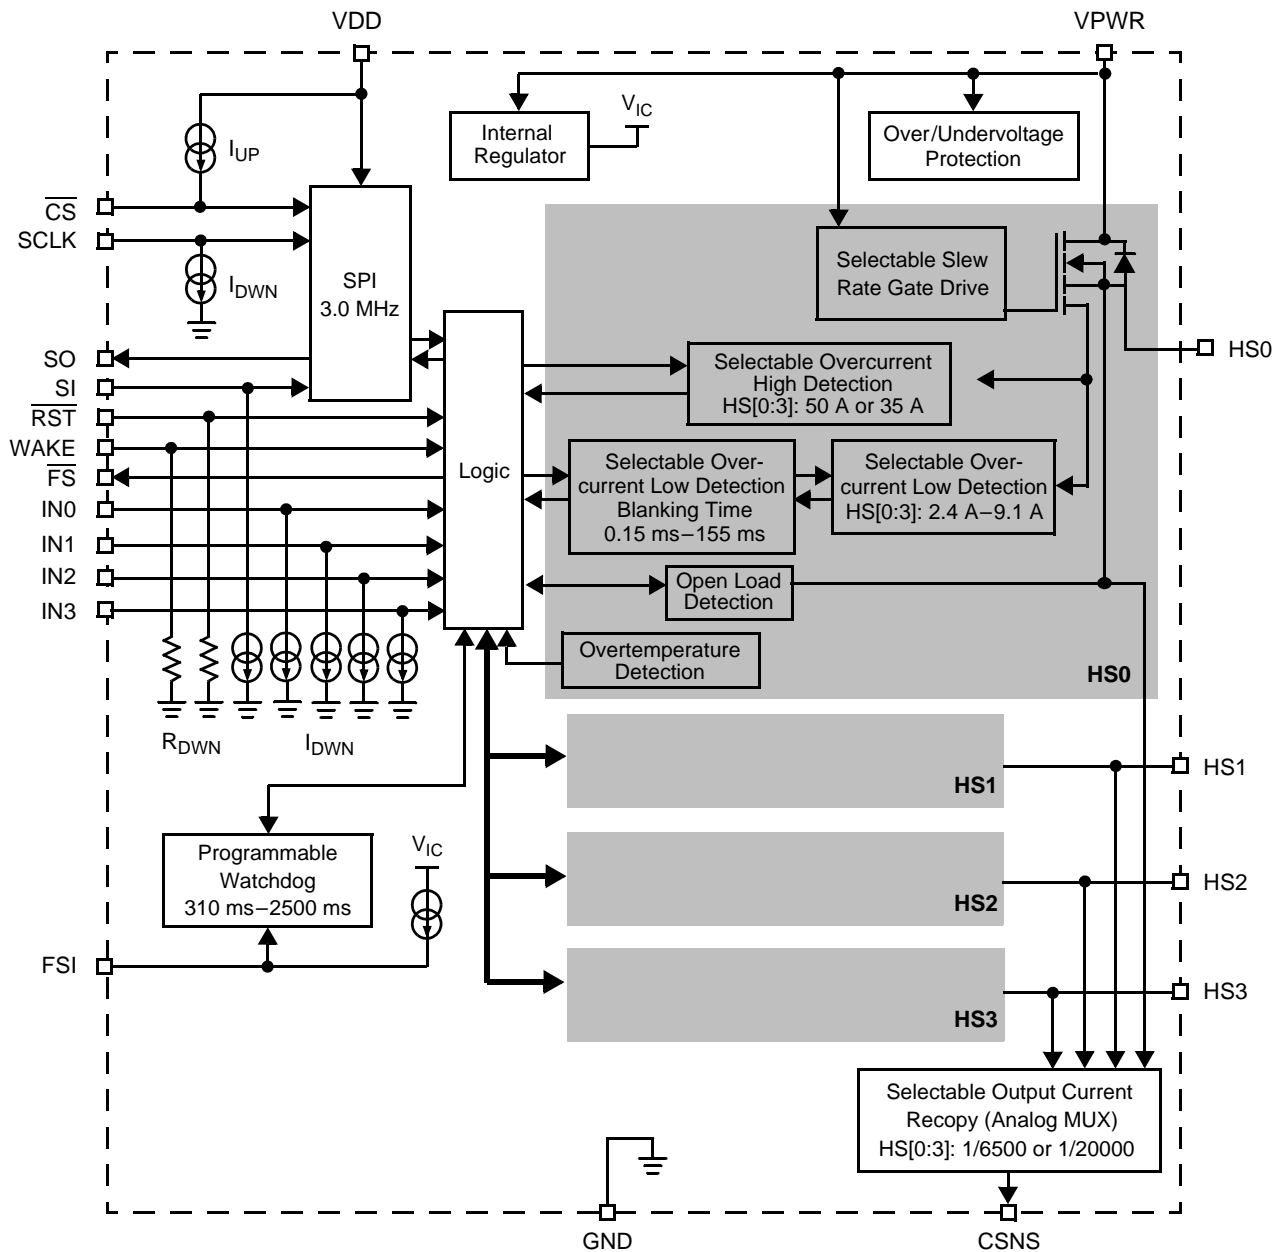 VDD
VPWR
Internal
Regulator
VIC
Over/Undervoltage
Protection
IUP
CS
SCLK
IDWN
SPI
3.0 MHz
Selectable Slew
Rate Gate Drive
SO
SI
RST
WAKE
FS
IN0
IN1
IN2
IN3
Logic
HS0
Selectable Overcurrent
High Detection
HS[0:3]: 50 A or 35 A
Selectable Over-
current Low Detection
Blanking Time
0.15 ms–155 ms
Selectable Over-
current Low Detection
HS[0:3]: 2.4 A–9.1 A
Open Load
Detection
Overtemperature
Detection
HS0
RDWN
IDWN
HS1
HS1
Programmable
Watchdog
310 ms–2500 ms
VIC
HS2
HS2
FSI
HS3
HS3
Selectable Output Current
Recopy (Analog MUX)
HS[0:3]: 1/6500 or 1/20000
GND
CSNS